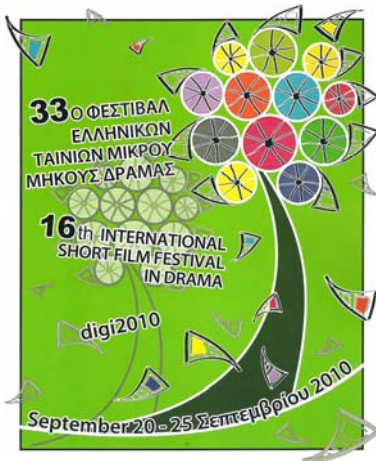 33Ο ΦΕΣΤΙΒΑΛ
ΕΛΛΗΝΙΚΩΝ
ΤΑΙΝΙΩΝ ΜΙΚΡΟΥ
ΜΗΚΟΥΣ ΔΡΑΜΑΣ
16th INTERNATIONAL
SHORT FILM FESTIVAL
IN DRAMA
digi2010
September 20 - 25 Σεπτεμβρίου 2010